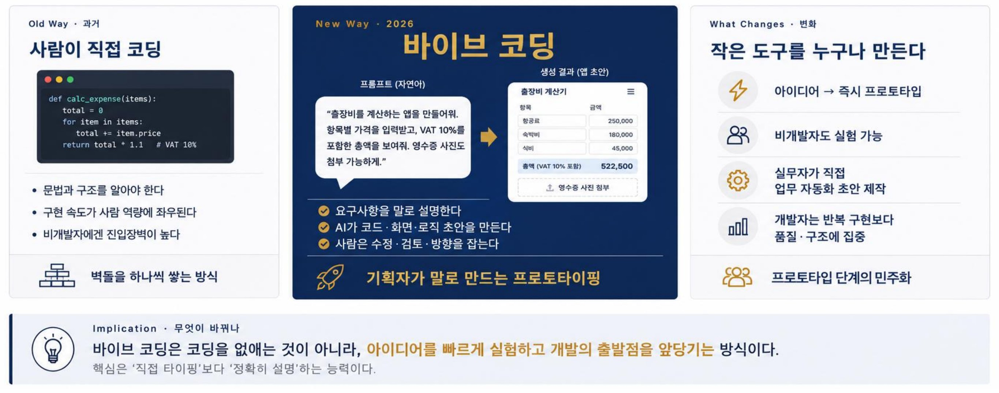 Old Way · 과거
사람이 직접 코딩
def calc_expense(items):
total = 0
for item in items:
total += item.price
return total * 1.1 # VAT 10%
• 문법과 구조를 알아야 한다
• 구현 속도가 사람 역량에 좌우된다
• 비개발자에겐 진입장벽이 높다
벽돌을 하나씩 쌓는 방식
New Way · 2026
바이브 코딩
프롬프트 (자연어)
“출장비를 계산하는 앱을 만들어줘.
항목별 가격을 입력받고, VAT 10%를
포함한 총액을 보여줘. 영수증 사진도
첨부 가능하게.”
생성 결과 (앱 초안)
출장비 계산기
항목 금액
항공료 250,000
숙박비 180,000
식비 45,000
총액 (VAT 10% 포함) 522,500
영수증 사진 첨부
요구사항을 말로 설명한다
AI가 코드 · 화면·로직 초안을 만든다
사람은 수정 · 검토 · 방향을 잡는다
기획자가 말로 만드는 프로토타이핑
What Changes · 변화
작은 도구를 누구나 만든다
아이디어 → 즉시 프로토타입
비개발자도 실험 가능
실무자가 직접
업무 자동화 초안 제작
개발자는 반복 구현보다
품질 · 구조에 집중
프로토타입 단계의 민주화
Implication · 무엇이 바뀌나
바이브 코딩은 코딩을 없애는 것이 아니라, 아이디어를 빠르게 실험하고 개발의 출발점을 앞당기는 방식이다.
핵심은 ‘직접 타이핑’보다 ‘정확히 설명’하는 능력이다.